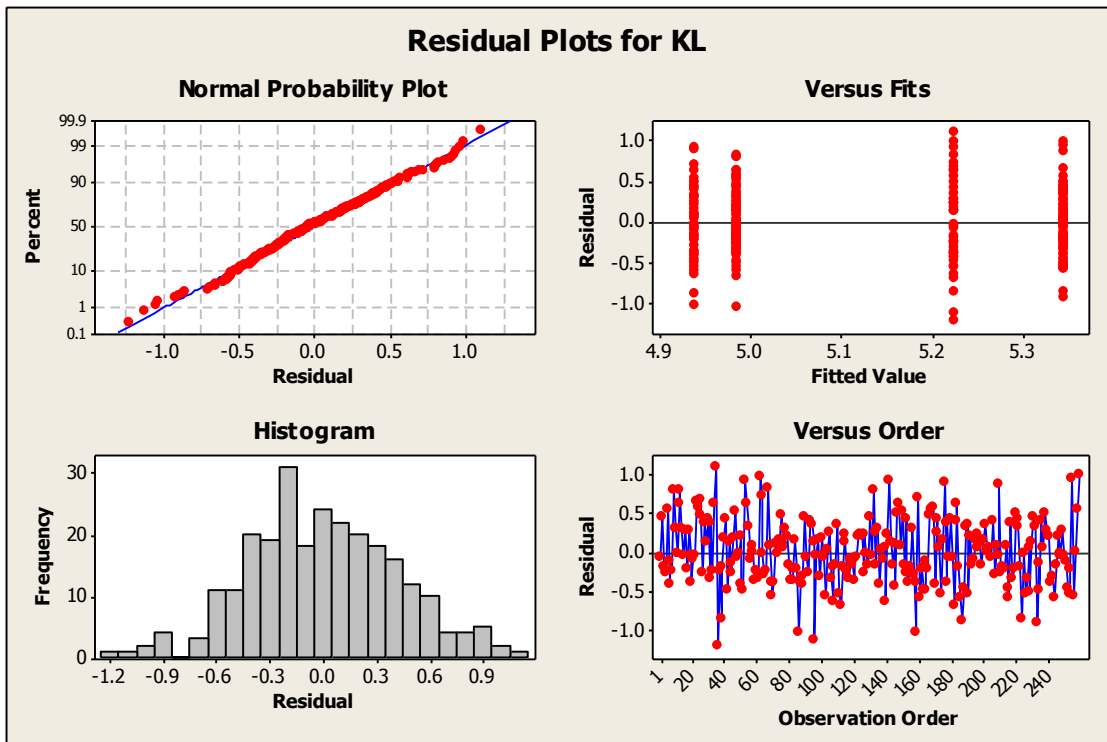 Residual Plots for KL
Normal Probability Plot
99.9
99
90
50
10
1
0.1
Percent
-1.0 -0.5 0.0 0.5 1.0
Residual
Versus Fits
1.0
0.5
0.0
-0.5
-1.0
Residual
4.9 5.0 5.1 5.2 5.3
Fitted Value
Histogram
30
20
10
0
Frequency
-1.2 -0.9 -0.6 -0.3 0.0 0.3 0.6 0.9
Residual
Versus Order
1.0
0.5
0.0
-0.5
-1.0
Residual
1 20 40 60 80 100 120 140 160 180 200 220 240
Observation Order